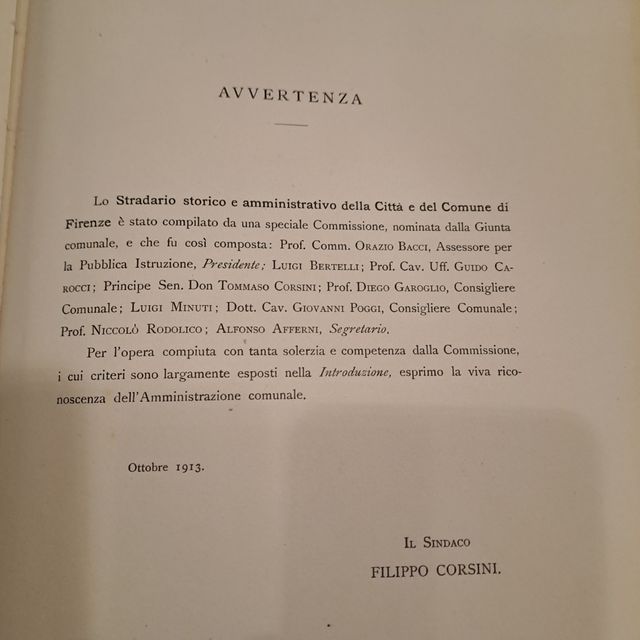 AVVERTENZA
Lo Stradario storico e amministrativo della Città e del Comune di
Firenze è stato compilato da una speciale Commissione, nominata dalla Giunta
comunale, e che fu così composta: Prof. Comm. ORAZIO BACCI, Assessore per
la Pubblica Istruzione, Presidente; LUIGI BERTELLI; Prof. Cav. Uff. GUIDO CA-
ROCCI; Principe Sen. Don TOMMASO CORSINI; Prof. DIEGO GAROGLIO, Consigliere
Comunale; LUIGI MINUTI; Dott. Cav. GIOVANNI POGGI, Consigliere Comunale;
Prof. NICCOLÒ RODOLICO; ALFONSO AFFERNI, Segretario.
Per l'opera compiuta con tanta solerzia e competenza dalla Commissione,
i cui criteri sono largamente esposti nella Introduzione, esprimo la viva rico-
noscenza dell'Amministrazione comunale.
Ottobre 1913.
IL SINDACO
FILIPPO CORSINI.